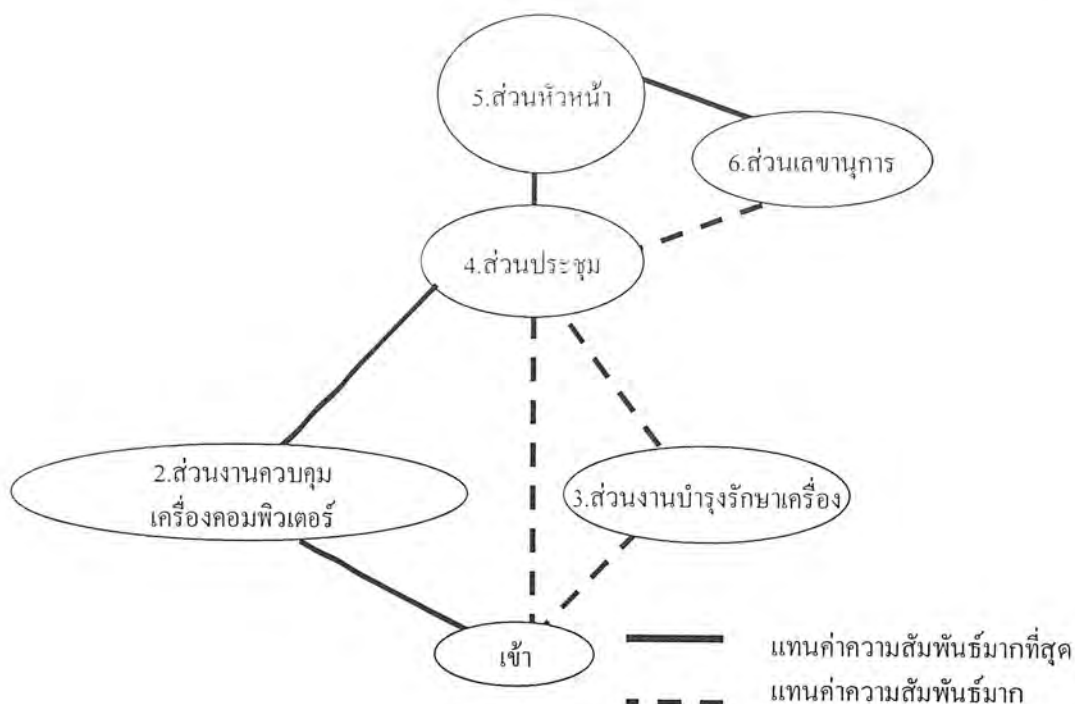 5.ส่วนหัวหน้า
6.ส่วนเลขานุการ
4.ส่วนประชุม
2.ส่วนงานควบคุม
เครื่องคอมพิวเตอร์
3.ส่วนงานบำรุงรักษาเครื่อง
เข้า
แทนค่าความสัมพันธ์มากที่สุด
แทนค่าความสัมพันธ์มาก